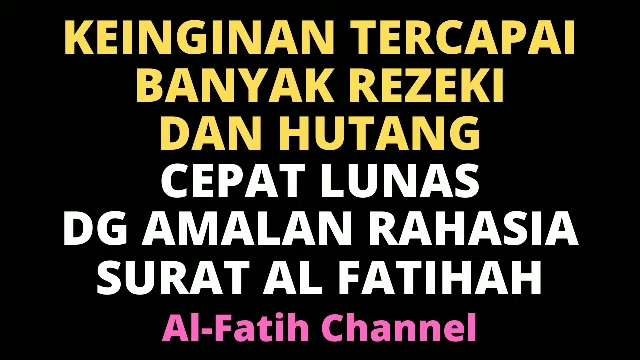 KEINGINAN TERCAPAI
BANYAK REZEKI
DAN HUTANG
CEPAT LUNAS
DG AMALAN RAHASIA
SURAT AL FATIHAH
Al-Fatih Channel